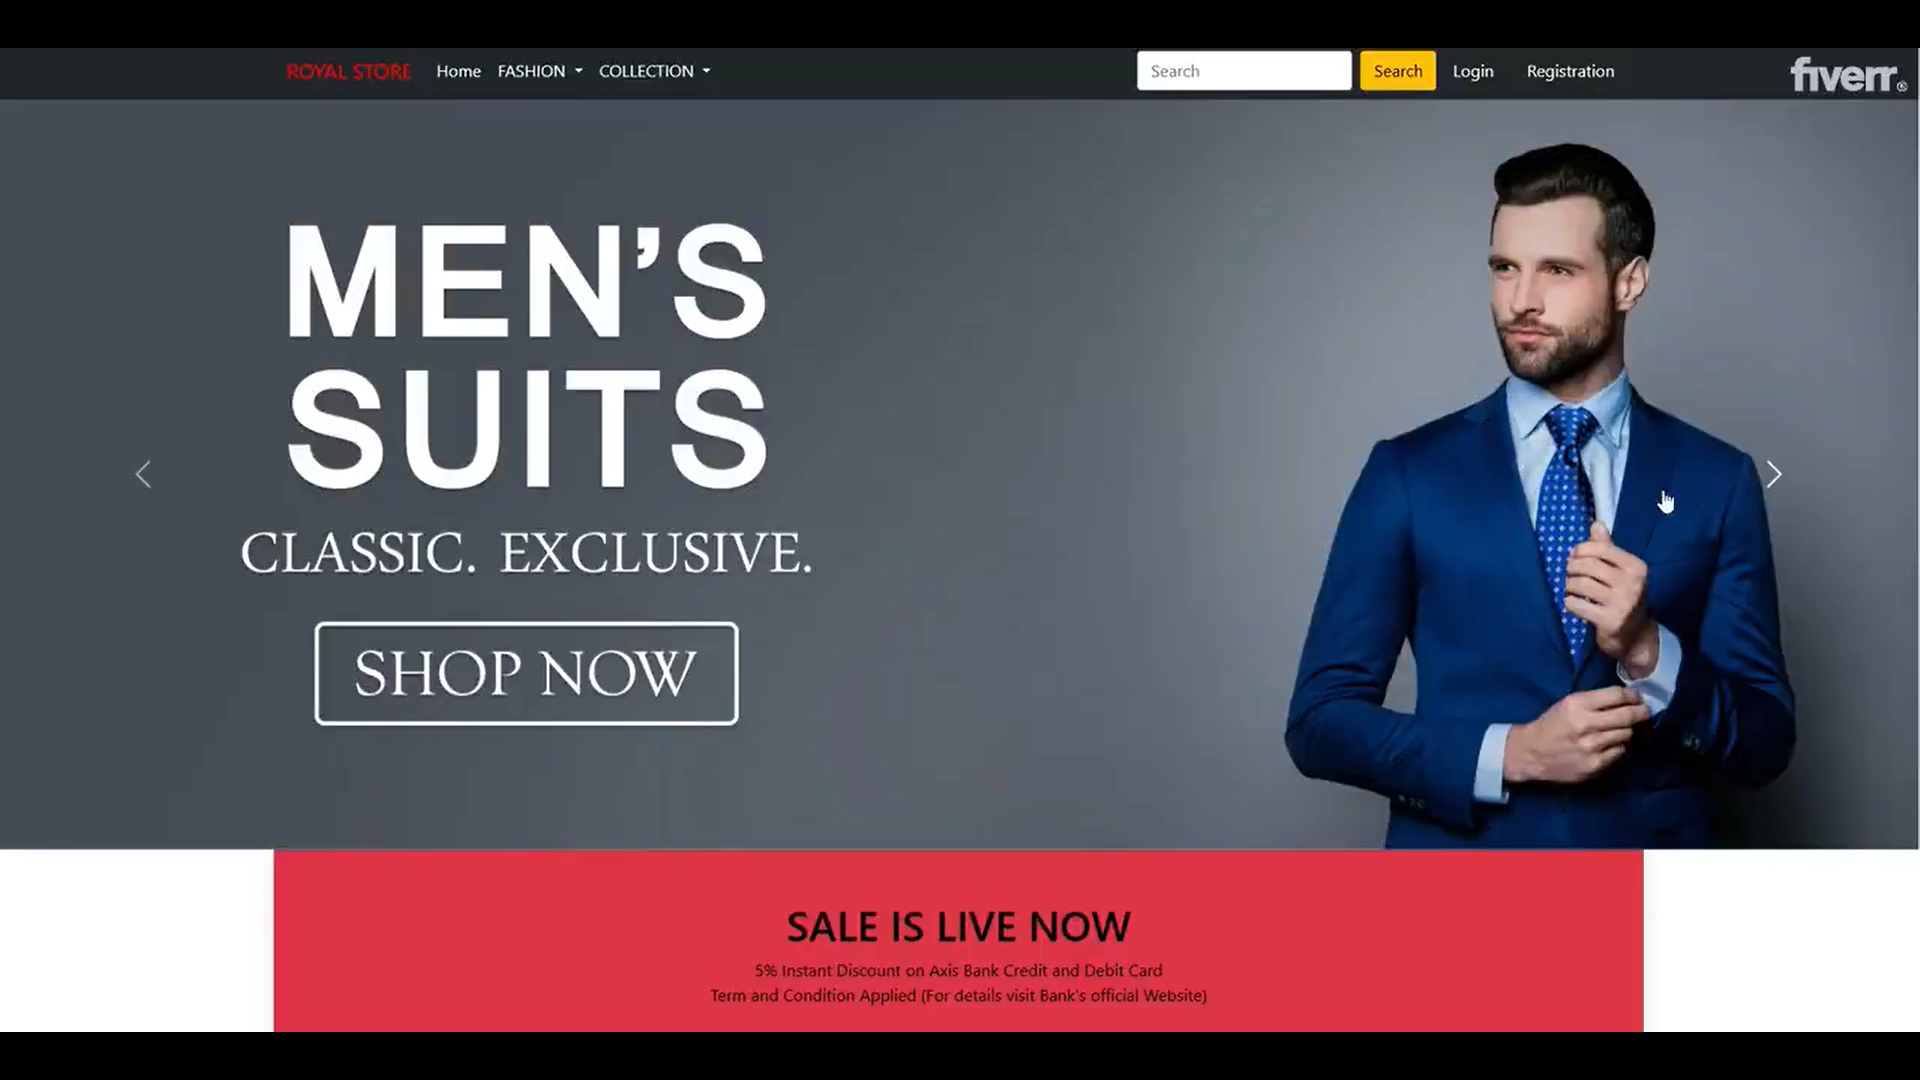 ROYAL STORE Home FASHION COLLECTION Search Search Login Registration fiverr®
MEN'S
SUITS
CLASSIC. EXCLUSIVE.
SHOP NOW
SALE IS LIVE NOW
5% Instant Discount on Axis Bank Credit and Debit Card
Term and Condition Applied (For details visit Bank's official Website)